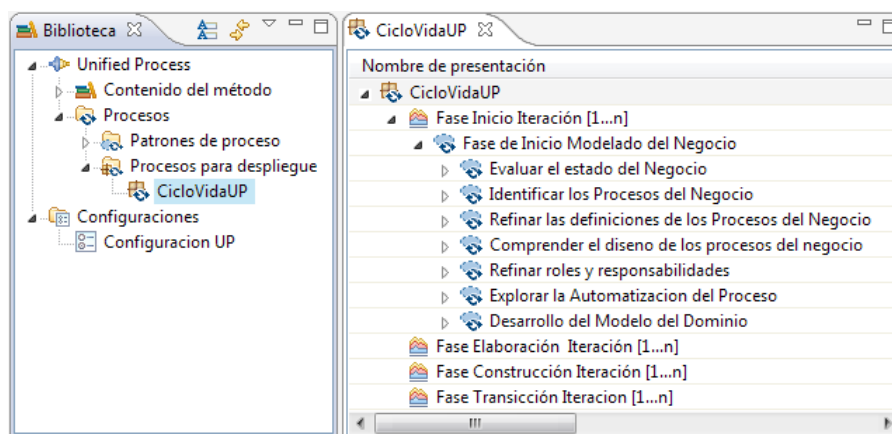 Biblioteca
Unified Process
Contenido del método
Procesos
Patrones de proceso
Procesos para despliegue
CicloVidaUP
Configuraciones
Configuracion UP
CicloVidaUP
Nombre de presentación
CicloVidaUP
Fase Inicio Iteración [1...n]
Fase de Inicio Modelado del Negocio
Evaluar el estado del Negocio
Identificar los Procesos del Negocio
Refinar las definiciones de los Procesos del Negocio
Comprender el diseno de los procesos del negocio
Refinar roles y responsabilidades
Explorar la Automatizacion del Proceso
Desarrollo del Modelo del Dominio
Fase Elaboración Iteración [1...n]
Fase Construcción Iteración [1...n]
Fase Transicción Iteracion [1...n]